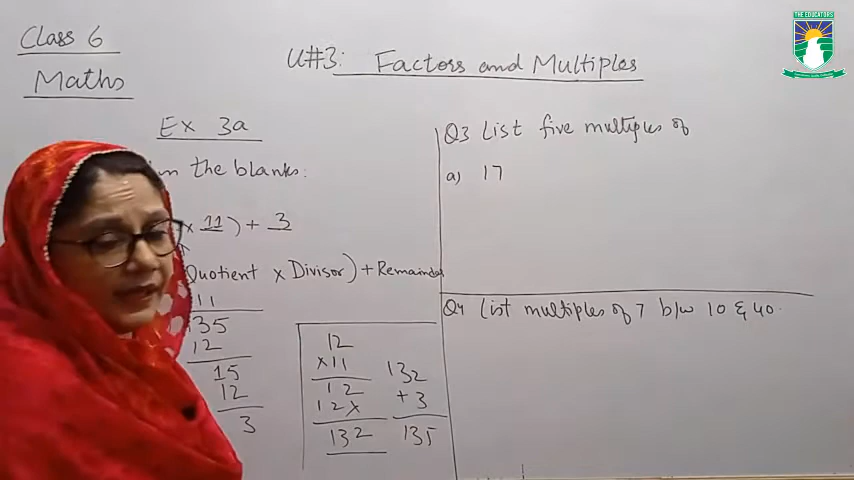 Class 6
Maths
U#3: Factors and Multiples
THE EDUCATORS
Ex 3a
the blanks:
x 11 ) + 3
Quotient x Divisor) + Remainder
11
135
12
15
12
3
12
x11
12
12x
132
132
+ 3
135
Q3 List five multiples of
a) 17
Q4 List multiples of 7 b/w 10 & 40.